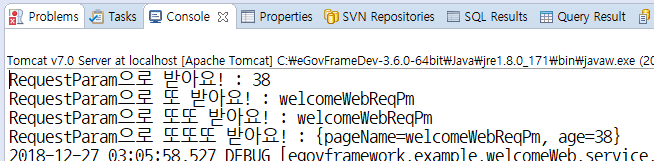 Problems Tasks Console Properties SVN Repositories SQL Results Query Result
Tomcat v7.0 Server at localhost [Apache Tomcat] C:₩eGovFrameDev-3.6.0-64bit₩Java₩jre1.8.0_171₩bin₩javaw.exe (20
RequestParam으로 받아요! : 38
RequestParam으로 또 받아요! : welcomeWebReqPm
RequestParam으로 또또 받아요! : welcomeWebReqPm
RequestParam으로 또또또 받아요! : {pageName=welcomeWebReqPm, age=38}
2018-12-27 03:05:58,527 DEBUG [egovframework.example.welcomeWeb.service.